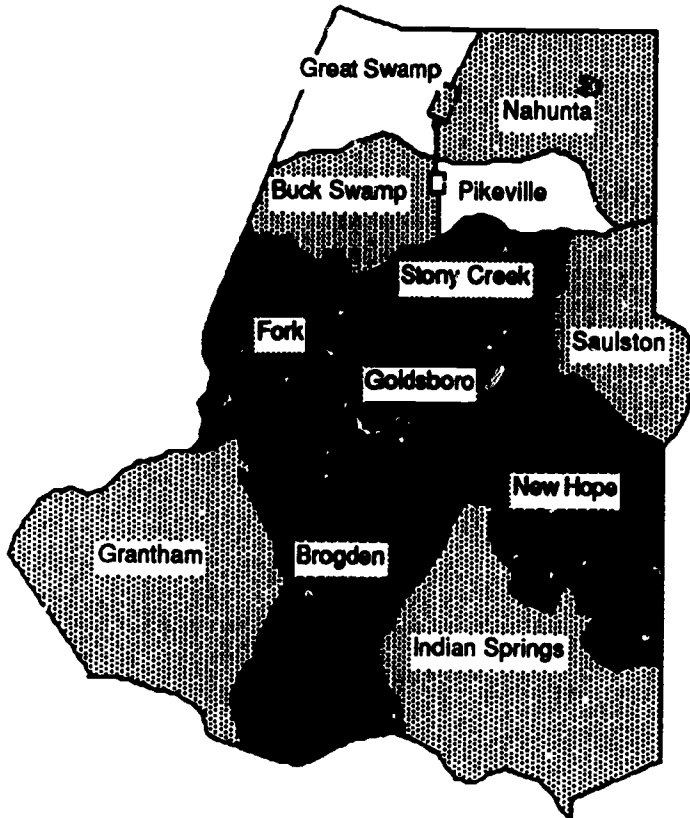 Great Swamp
Nahunta
Buck Swamp
Pikeville
Stony Creek
Fork
Saulston
Goldsboro
New Hope
Grantham
Brogden
Indian Springs